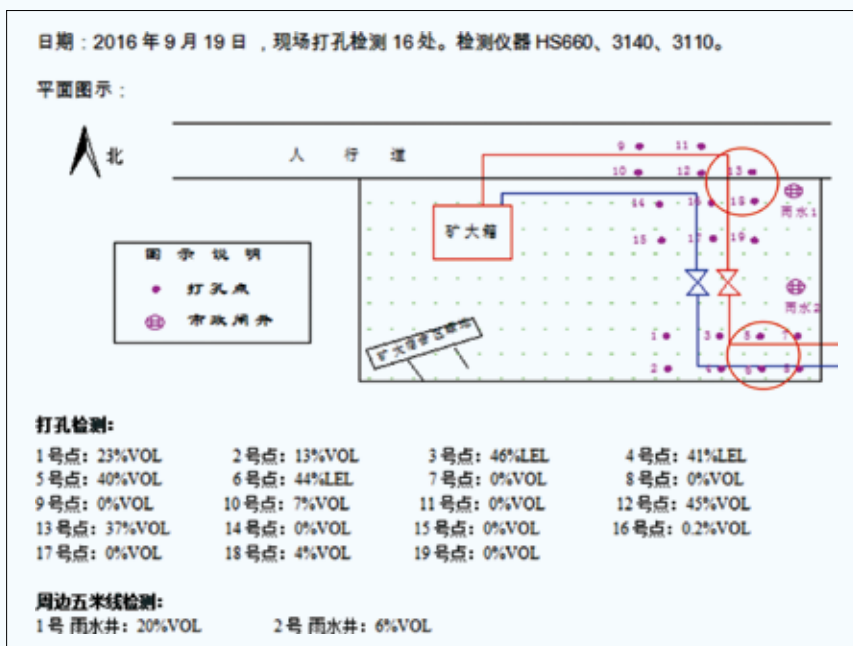 日期：2016 年 9 月 19 日 ，现场打孔检测 16 处。检测仪器 HS660、3140、3110。
平面图示：
北
人 行 道
9 11
10 12 13
14 16 18
雨水1
矿大箱
15 17 19
图 示 说 明
打孔点
市政闸井
雨水2
1 3 5 7
2 4 6 8
打孔检测:
1 号点: 23%VOL 2 号点: 13%VOL 3 号点: 46%LEL 4 号点: 41%LEL
5 号点: 40%VOL 6 号点: 44%LEL 7 号点: 0%VOL 8 号点: 0%VOL
9 号点: 0%VOL 10 号点: 7%VOL 11 号点: 0%VOL 12 号点: 45%VOL
13 号点: 37%VOL 14 号点: 0%VOL 15 号点: 0%VOL 16 号点: 0.2%VOL
17 号点: 0%VOL 18 号点: 4%VOL 19 号点: 0%VOL
周边五米线检测:
1 号 雨水井: 20%VOL 2 号 雨水井: 6%VOL